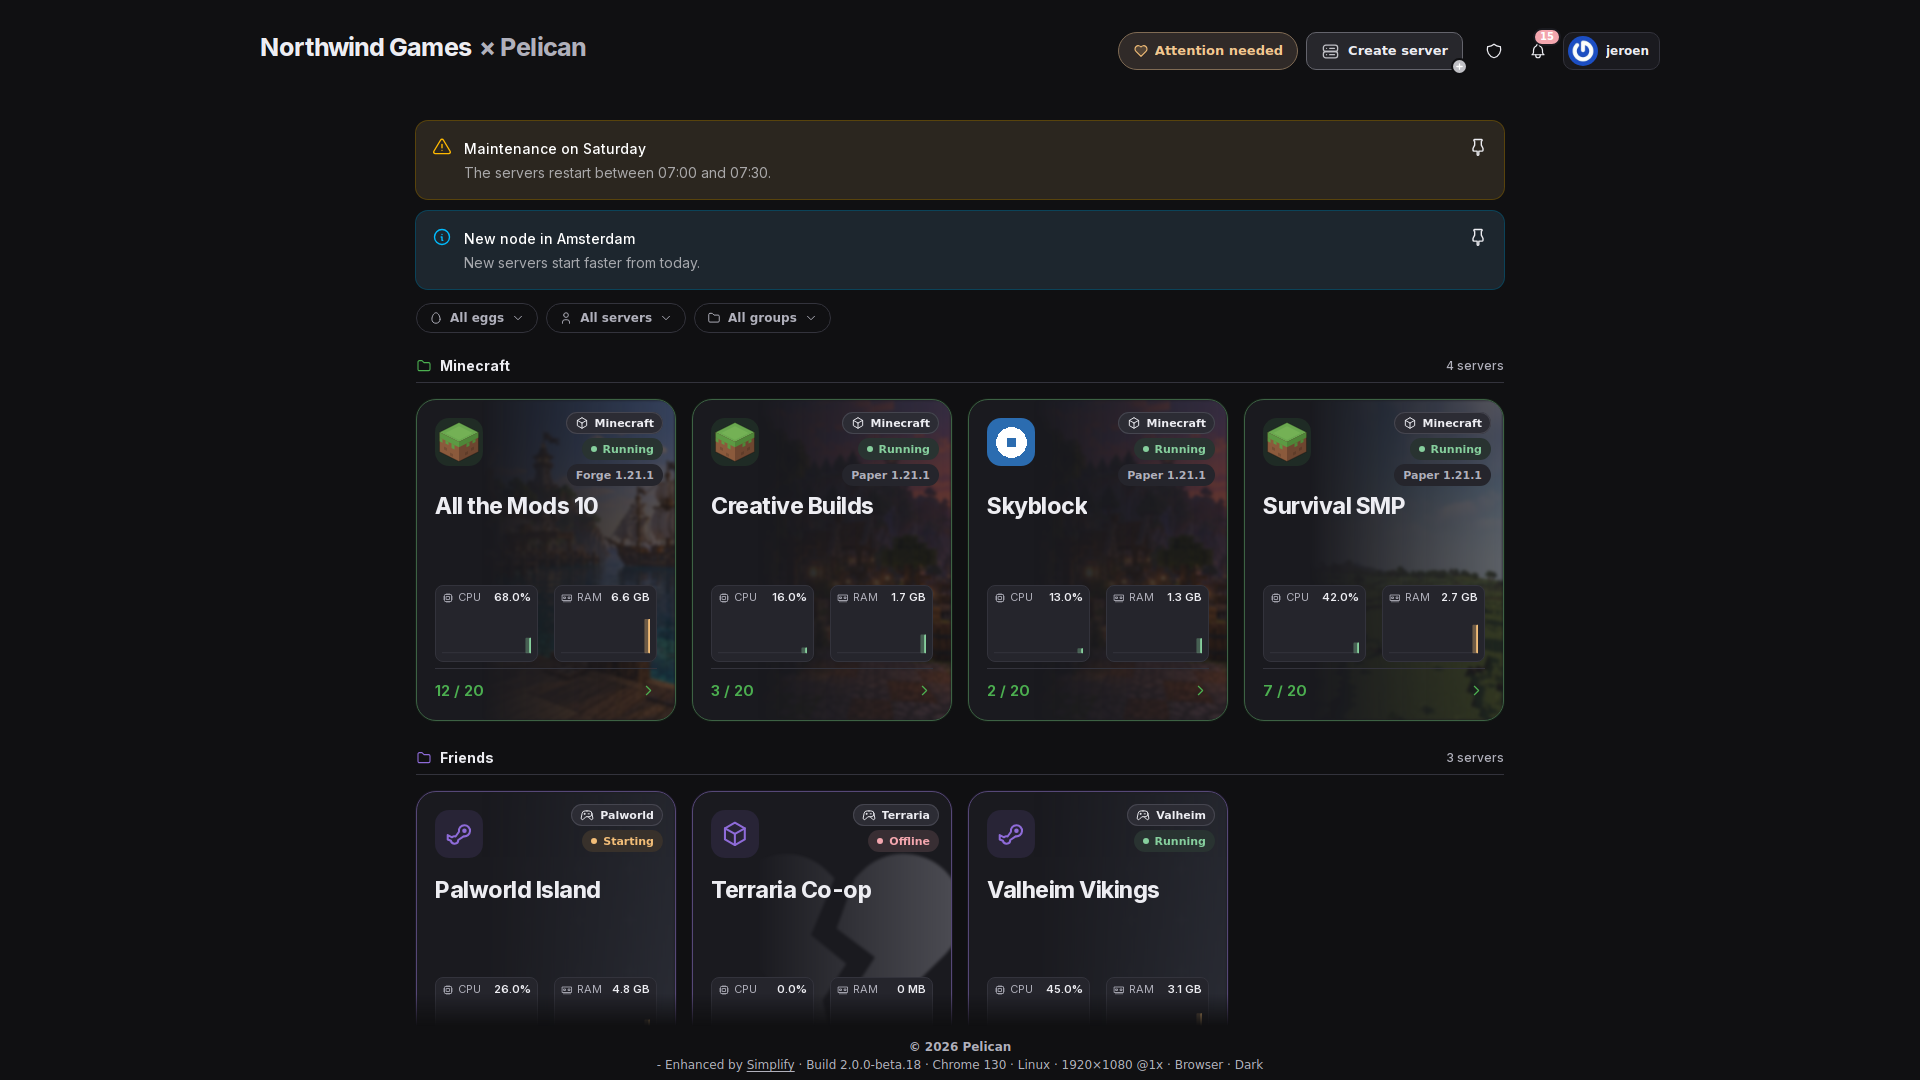 Northwind Games × Pelican
Attention needed
Create server
15
jeroen
Maintenance on Saturday
The servers restart between 07:00 and 07:30.
New node in Amsterdam
New servers start faster from today.
All eggs
All servers
All groups
Minecraft
4 servers
Minecraft
Running
Forge 1.21.1
All the Mods 10
CPU 68.0%
RAM 6.6 GB
12 / 20
Minecraft
Running
Paper 1.21.1
Creative Builds
CPU 16.0%
RAM 1.7 GB
3 / 20
Minecraft
Running
Paper 1.21.1
Skyblock
CPU 13.0%
RAM 1.3 GB
2 / 20
Minecraft
Running
Paper 1.21.1
Survival SMP
CPU 42.0%
RAM 2.7 GB
7 / 20
Friends
3 servers
Palworld
Starting
Palworld Island
CPU 26.0%
RAM 4.8 GB
Terraria
Offline
Terraria Co-op
CPU 0.0%
RAM 0 MB
Valheim
Running
Valheim Vikings
CPU 45.0%
RAM 3.1 GB
© 2026 Pelican
- Enhanced by Simplify · Build 2.0.0-beta.18 · Chrome 130 · Linux · 1920×1080 @1x · Browser · Dark